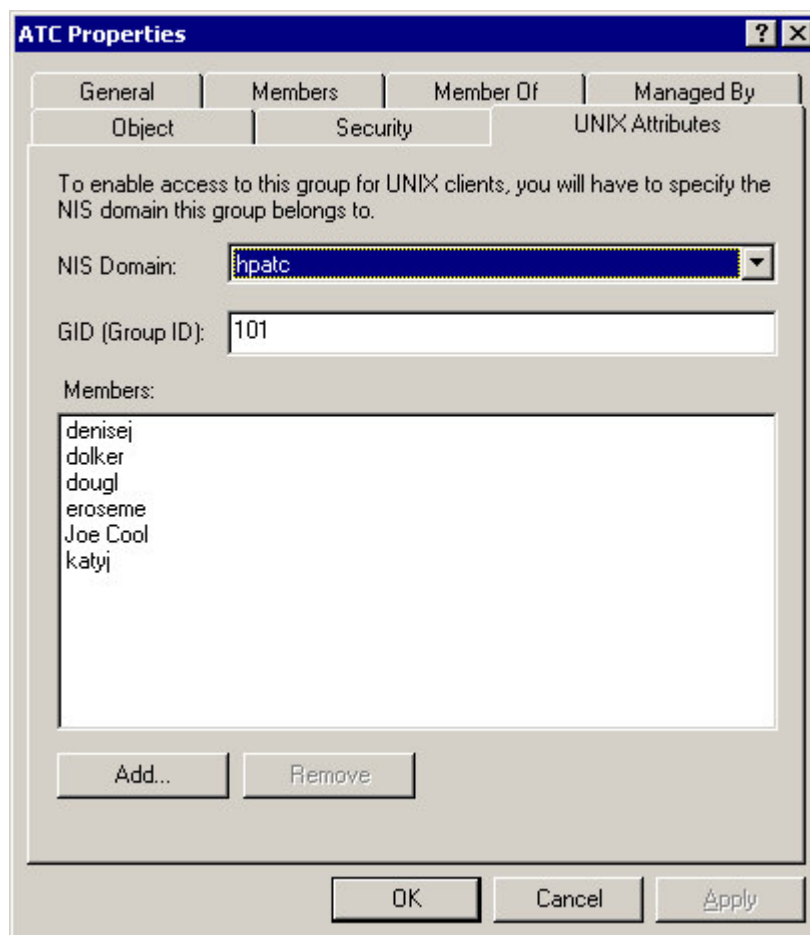 ATC Properties
General Members Member Of Managed By
Object Security UNIX Attributes
To enable access to this group for UNIX clients, you will have to specify the
NIS domain this group belongs to.
NIS Domain: hpatc
GID (Group ID): 101
Members:
denisej
dolker
dougl
eroseme
Joe Cool
katyj
Add... Remove
OK Cancel Apply